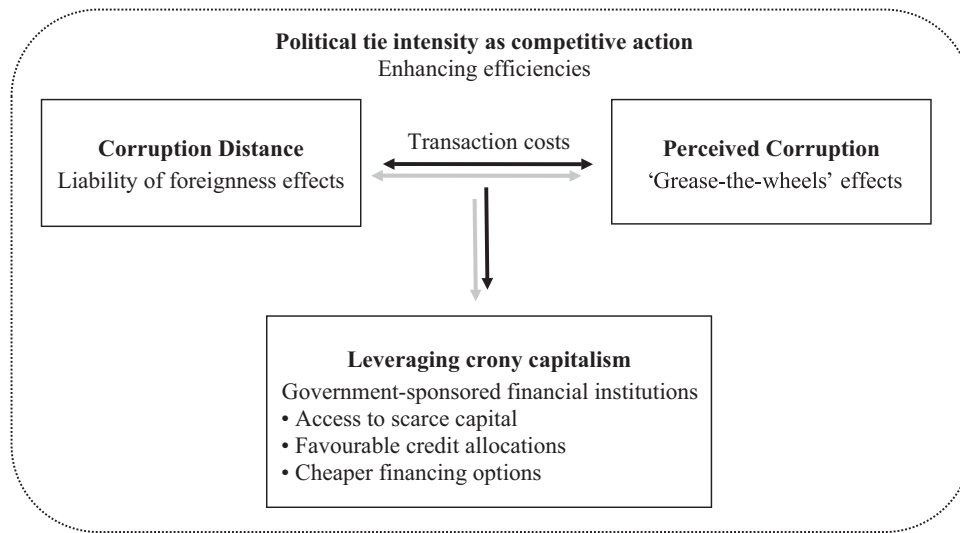 Political tie intensity as competitive action
Enhancing efficiencies
Corruption Distance
Liability of foreignness effects
Transaction costs
Perceived Corruption
‘Grease-the-wheels’ effects
Leveraging crony capitalism
Government-sponsored financial institutions
• Access to scarce capital
• Favourable credit allocations
• Cheaper financing options